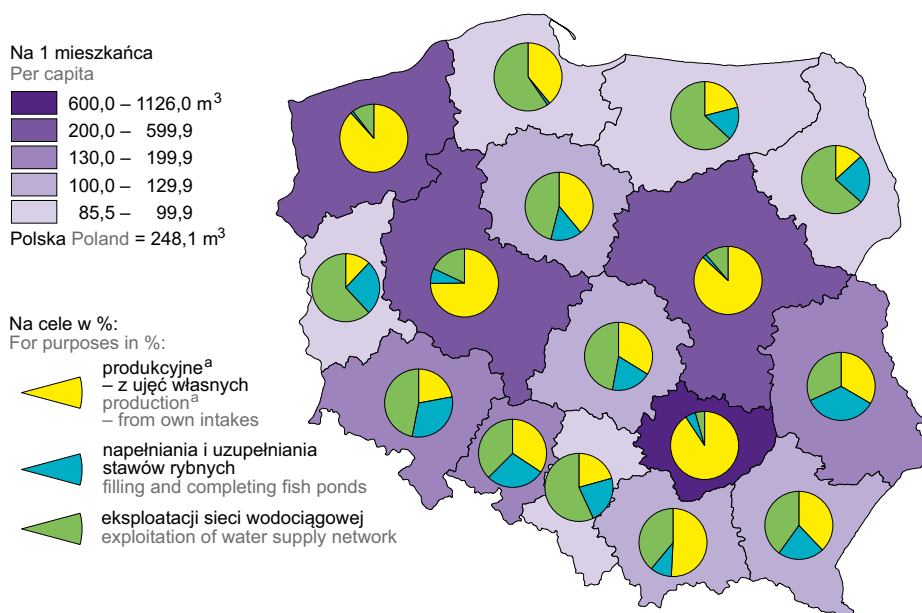 Na 1 mieszkańca
Per capita
600,0 – 1126,0 m³
200,0 – 599,9
130,0 – 199,9
100,0 – 129,9
85,5 – 99,9
Polska Poland = 248,1 m³
Na cele w %:
For purposes in %:
produkcyjneᵃ
– z ujęć własnych
productionᵃ
– from own intakes
napełniania i uzupełniania
stawów rybnych
filling and completing fish ponds
eksploatacji sieci wodociągowej
exploitation of water supply network